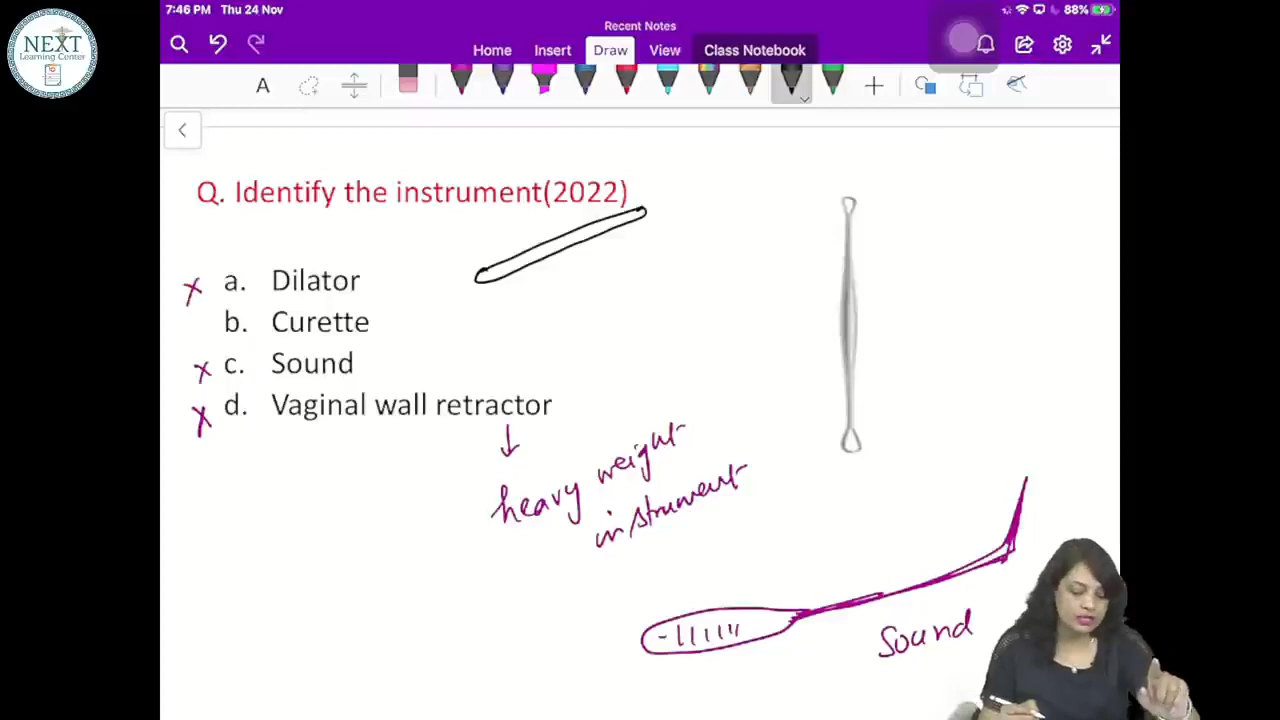 7:46 PM Thu 24 Nov
88%
NEXT
Learning Center
Recent Notes
Home Insert Draw View Class Notebook
A
Q. Identify the instrument(2022)
x a. Dilator
b. Curette
x c. Sound
x d. Vaginal wall retractor
heavy weight
instrument
Sound